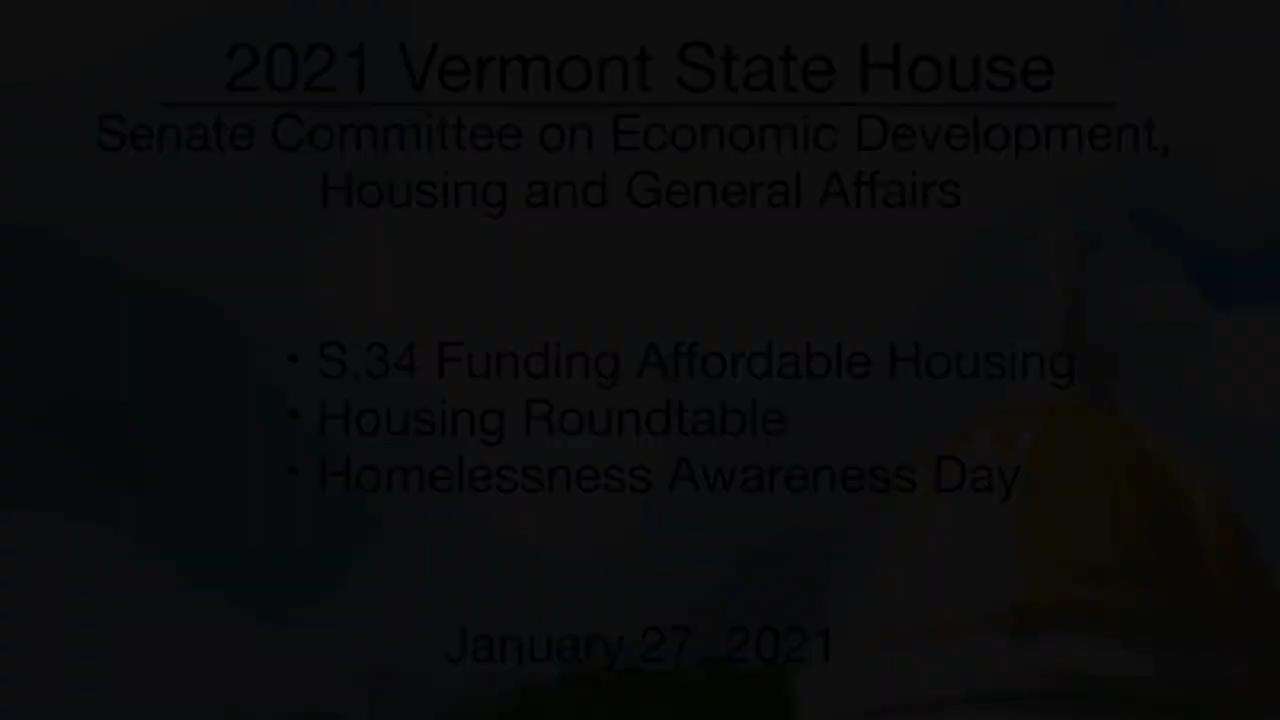 2021 Vermont State House
Senate Committee on Economic Development,
Housing and General Affairs
• S.34 Funding Affordable Housing
• Housing Roundtable
• Homelessness Awareness Day
January 27, 2021